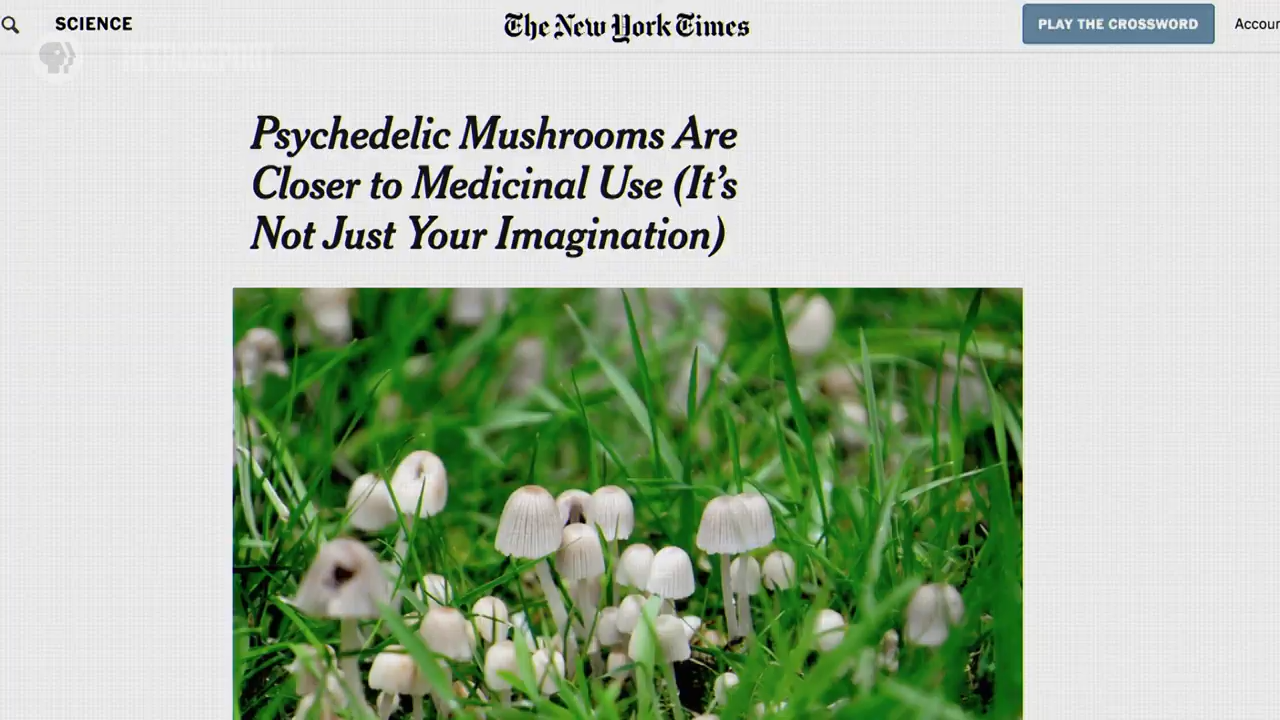 SCIENCE
The New York Times
PLAY THE CROSSWORD
Accoun
Psychedelic Mushrooms Are
Closer to Medicinal Use (It's
Not Just Your Imagination)